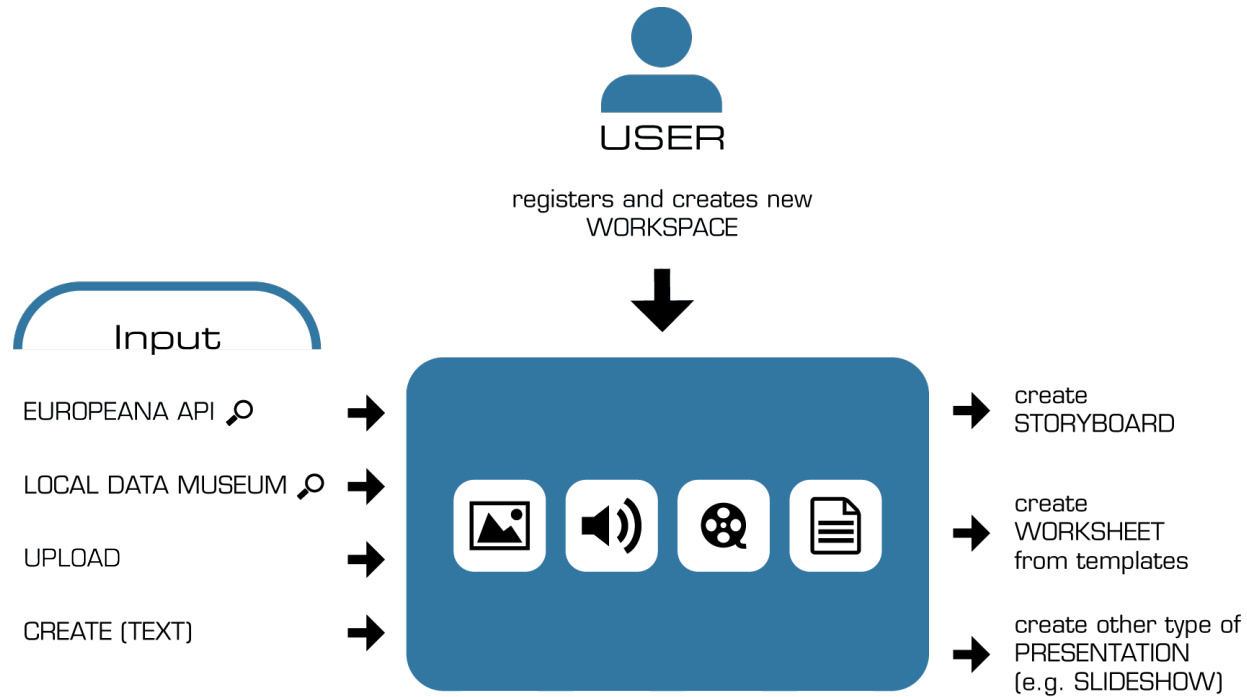 USER
registers and creates new
WORKSPACE
Input
EUROPEANA API
LOCAL DATA MUSEUM
UPLOAD
CREATE (TEXT)
create
STORYBOARD
create
WORKSHEET
from templates
create other type of
PRESENTATION
(e.g. SLIDESHOW)